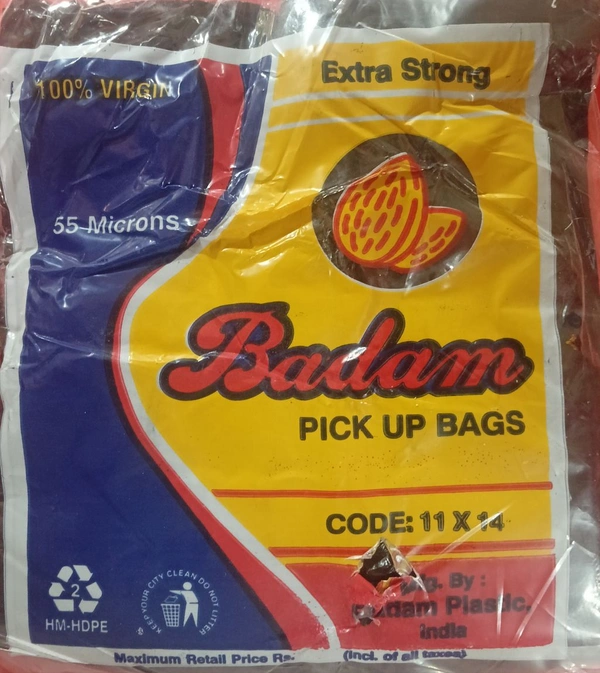 100% VIRGIN
Extra Strong
55 Microns
Badam
PICK UP BAGS
CODE: 11 X 14
By :
Badam Plastic.
India
2
HM-HDPE
KEEP YOUR CITY CLEAN DO NOT LITTER
Maximum Retail Price Rs. (Incl. of all taxes)